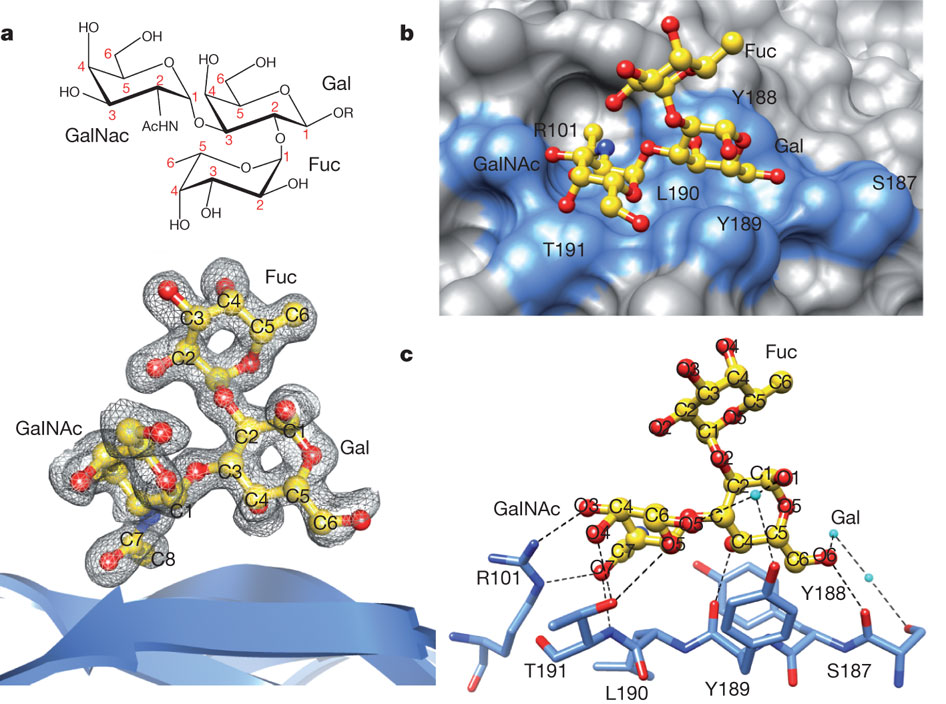 a
HO
OH
6
4
5
2
HO
3
1
AcHN
GalNac
HO
OH
6
4
5
Gal
2
OR
3
1
Fuc
5
1
6
3
4
2
OH
OH
HO
Fuc
C4
C3
C6
C5
C2
GalNAc
C1
C2
Gal
C3
C1
C4
C5
C6
C7
C8
b
Fuc
Y188
R101
Gal
GalNAc
S187
L190
Y189
T191
c
O4
Fuc
O3
C4
C6
C3
C2
C5
O5
O2
C1
O2
C1
C2
O1
GalNAc
O3
C4
C6
O5
O5
Gal
O4
C4
C5
C7
O5
C6
O6
O7
R101
Y188
T191
L190
Y189
S187